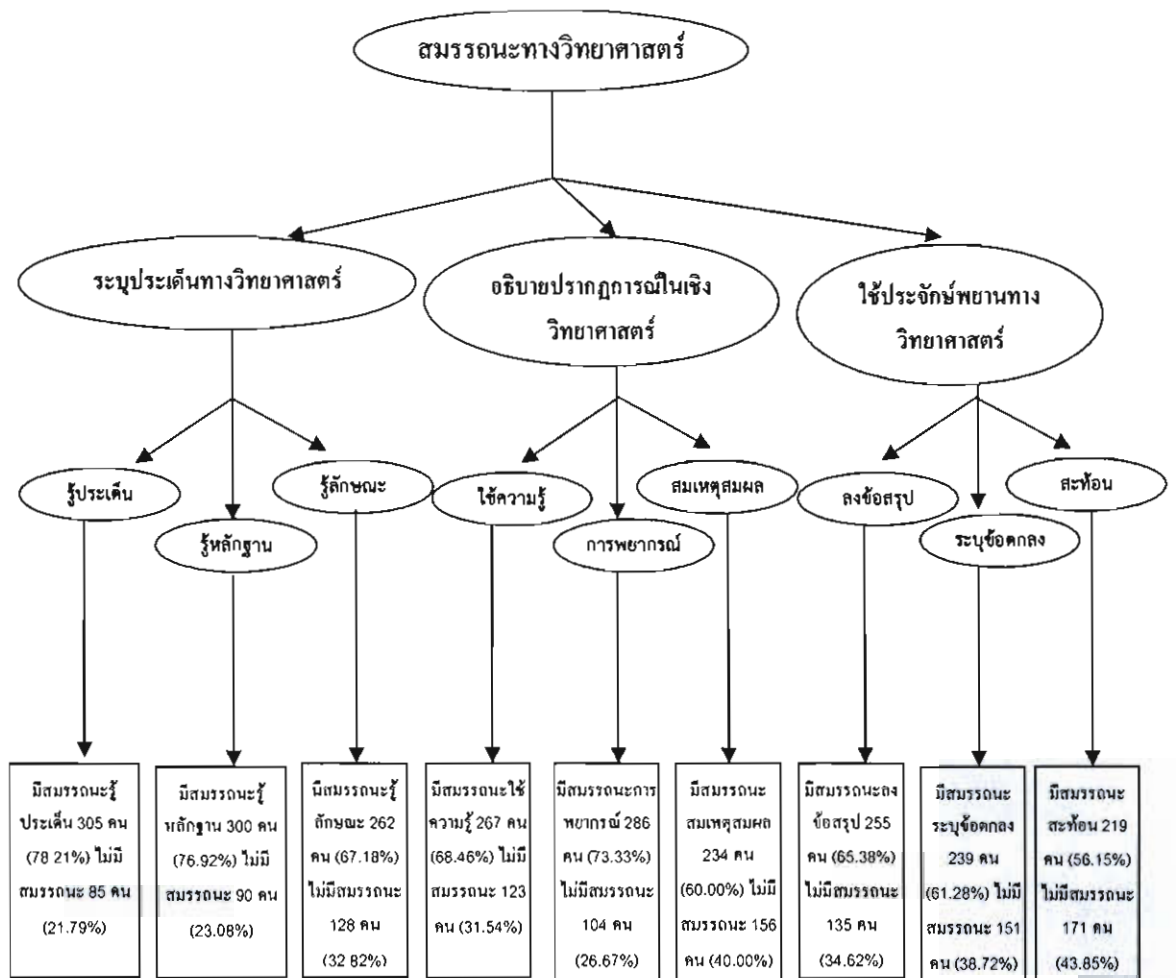 สมรรถนะทางวิทยาศาสตร์
ระบุประเด็นทางวิทยาศาสตร์
อธิบายปรากฏการณ์ในเชิง
วิทยาศาสตร์
ใช้ประจักษ์พยานทาง
วิทยาศาสตร์
รู้ประเด็น
รู้หลักฐาน
รู้ลักษณะ
ใช้ความรู้
การพยากรณ์
สมเหตุสมผล
ลงข้อสรุป
ระบุข้อตกลง
สะท้อน
มีสมรรถนะรู้
ประเด็น 305 คน
(78 21%) ไม่มี
สมรรถนะ 85 คน
(21.79%)
มีสมรรถนะรู้
หลักฐาน 300 คน
(76.92%) ไม่มี
สมรรถนะ 90 คน
(23.08%)
มีสมรรถนะรู้
ลักษณะ 262
คน (67.18%)
ไม่มีสมรรถนะ
128 คน
(32 82%)
มีสมรรถนะใช้
ความรู้ 267 คน
(68.46%) ไม่มี
สมรรถนะ 123
คน (31.54%)
มีสมรรถนะการ
พยากรณ์ 286
คน (73.33%)
ไม่มีสมรรถนะ
104 คน
(26.67%)
มีสมรรถนะ
สมเหตุสมผล
234 คน
(60.00%) ไม่มี
สมรรถนะ 156
คน (40.00%)
มีสมรรถนะลง
ข้อสรุป 255
คน (65.38%)
ไม่มีสมรรถนะ
135 คน
(34.62%)
มีสมรรถนะ
ระบุข้อตกลง
239 คน
(61.28%) ไม่มี
สมรรถนะ 151
คน (38.72%)
มีสมรรถนะ
สะท้อน 219
คน (56.15%)
ไม่มีสมรรถนะ
171 คน
(43.85%)